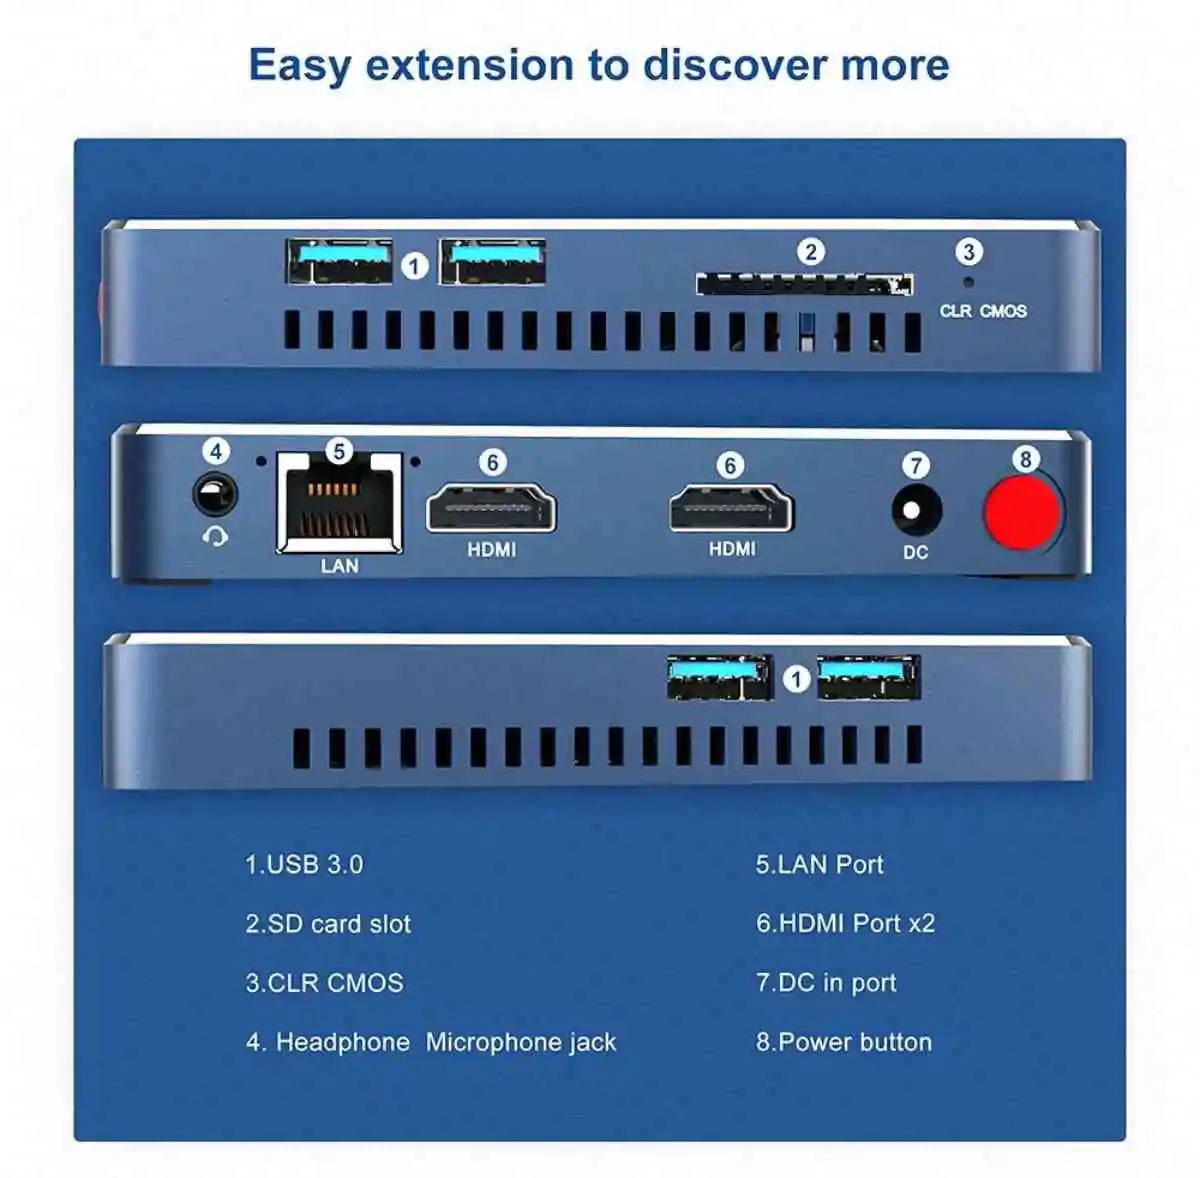 Easy extension to discover more
1
2
3
CLR CMOS
4
5
6
6
7
8
LAN
HDMI
HDMI
DC
1
1.USB 3.0
5.LAN Port
2.SD card slot
6.HDMI Port x2
3.CLR CMOS
7.DC in port
4. Headphone Microphone jack
8.Power button